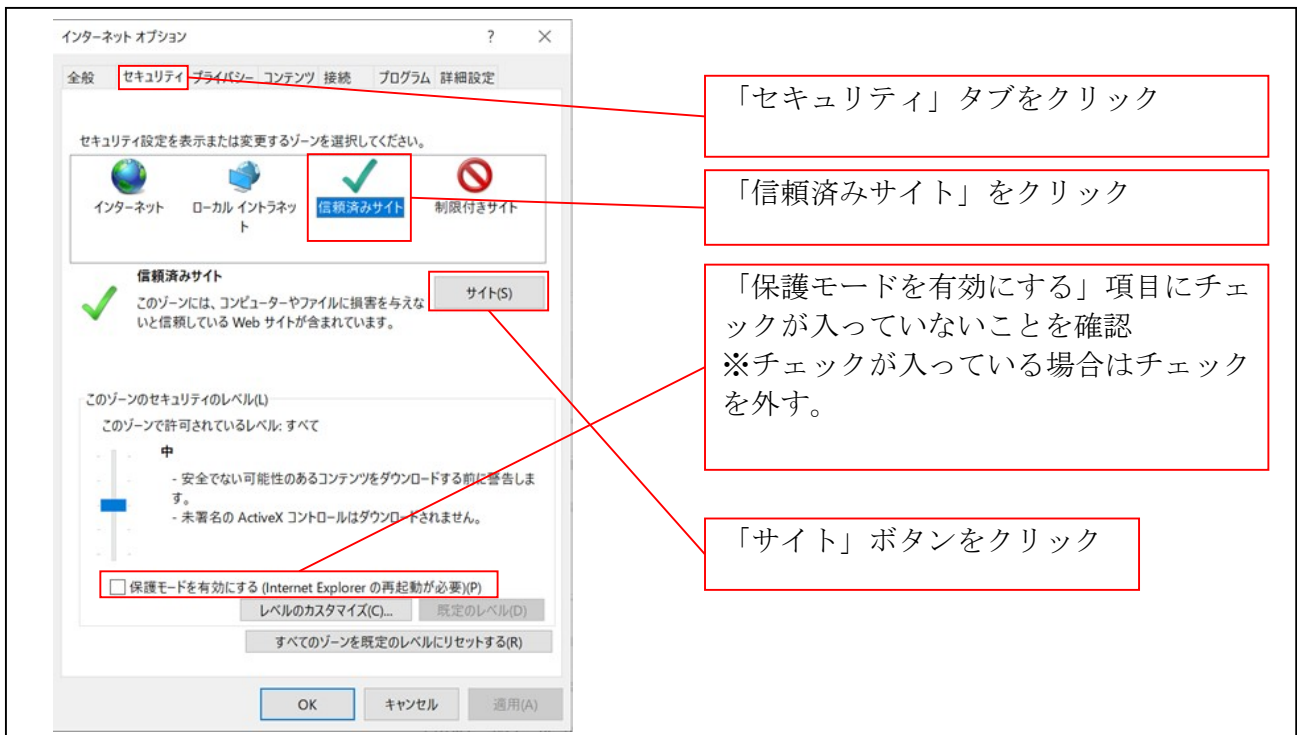 インターネット オプション ? ×
全般 セキュリティ プライバシー コンテンツ 接続 プログラム 詳細設定
セキュリティ設定を表示または変更するゾーンを選択してください。
インターネット
ローカル イントラネッ
ト
信頼済みサイト
制限付きサイト
信頼済みサイト
このゾーンには、コンピューターやファイルに損害を与えな
いと信頼している Web サイトが含まれています。
サイト(S)
このゾーンのセキュリティのレベル(L)
このゾーンで許可されているレベル: すべて
中
- 安全でない可能性のあるコンテンツをダウンロードする前に警告しま
す。
- 未署名の ActiveX コントロールはダウンロードされません。
保護モードを有効にする (Internet Explorer の再起動が必要)(P)
レベルのカスタマイズ(C)... 既定のレベル(D)
すべてのゾーンを既定のレベルにリセットする(R)
OK キャンセル 適用(A)
「セキュリティ」タブをクリック
「信頼済みサイト」をクリック
「保護モードを有効にする」項目にチェ
ックが入っていないことを確認
※チェックが入っている場合はチェック
を外す。
「サイト」ボタンをクリック